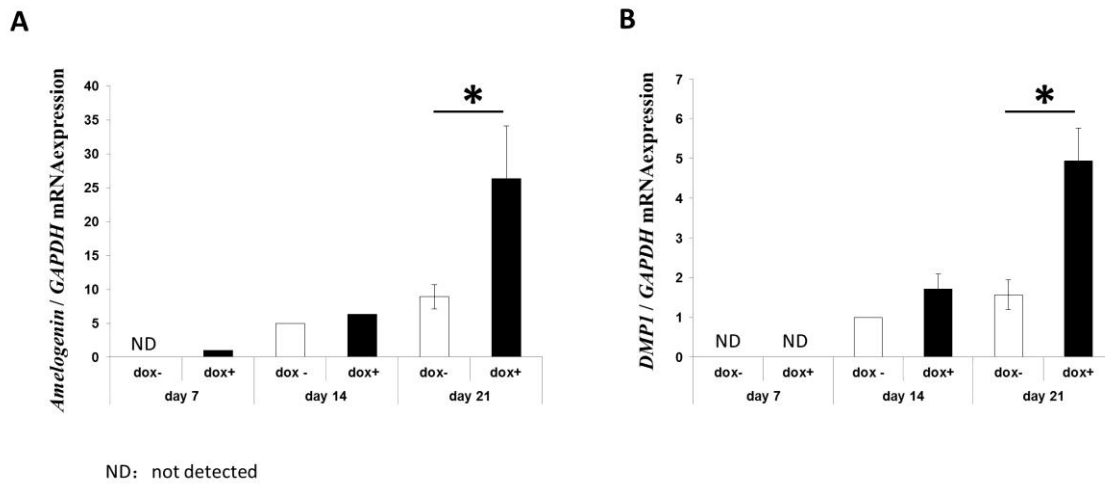 A
Amelogenin / GAPDH mRNAexpression
40
35
30
25
20
15
10
5
0
ND
*
dox- dox+ dox - dox+ dox- dox+
day 7 day 14 day 21
B
DMP1 / GAPDH mRNAexpression
7
6
5
4
3
2
1
0
ND ND
*
dox- dox+ dox - dox+ dox- dox+
day 7 day 14 day 21
ND: not detected